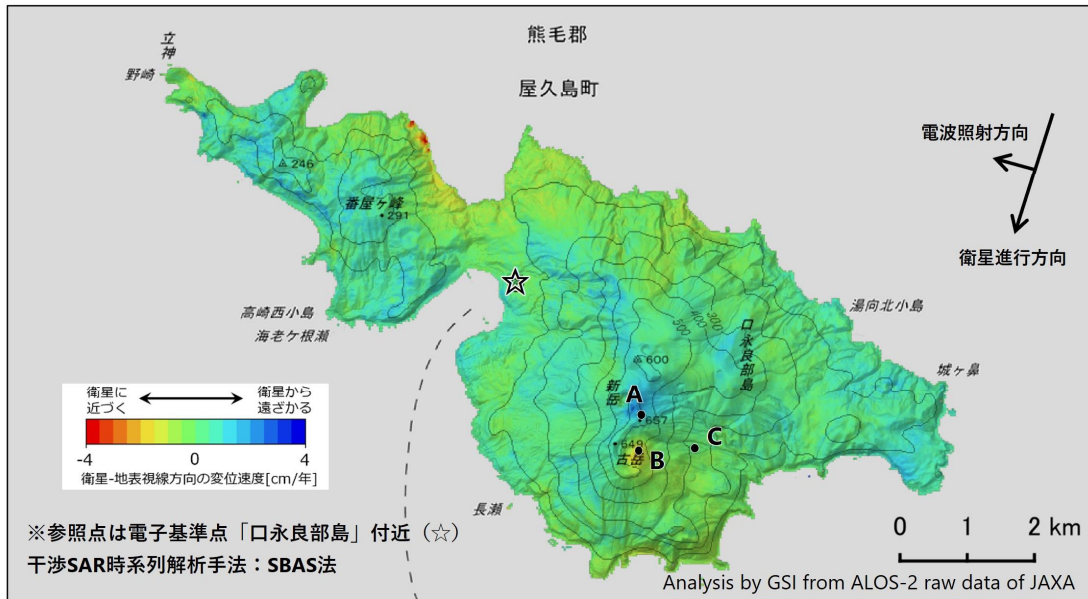 熊毛郡
屋久島町
立神
野崎
246
番屋ヶ峰
291
電波照射方向
衛星進行方向
高崎西小島
海老ケ根瀬
湯向北小島
城ヶ鼻
300
400
500
口永良部島
600
新岳
A
657
649
古岳
B
C
長瀬
衛星に
近づく
衛星から
遠ざかる
-4 0 4
衛星-地表視線方向の変位速度[cm/年]
※参照点は電子基準点「口永良部島」付近（☆）
干渉SAR時系列解析手法：SBAS法
0 1 2 km
Analysis by GSI from ALOS-2 raw data of JAXA